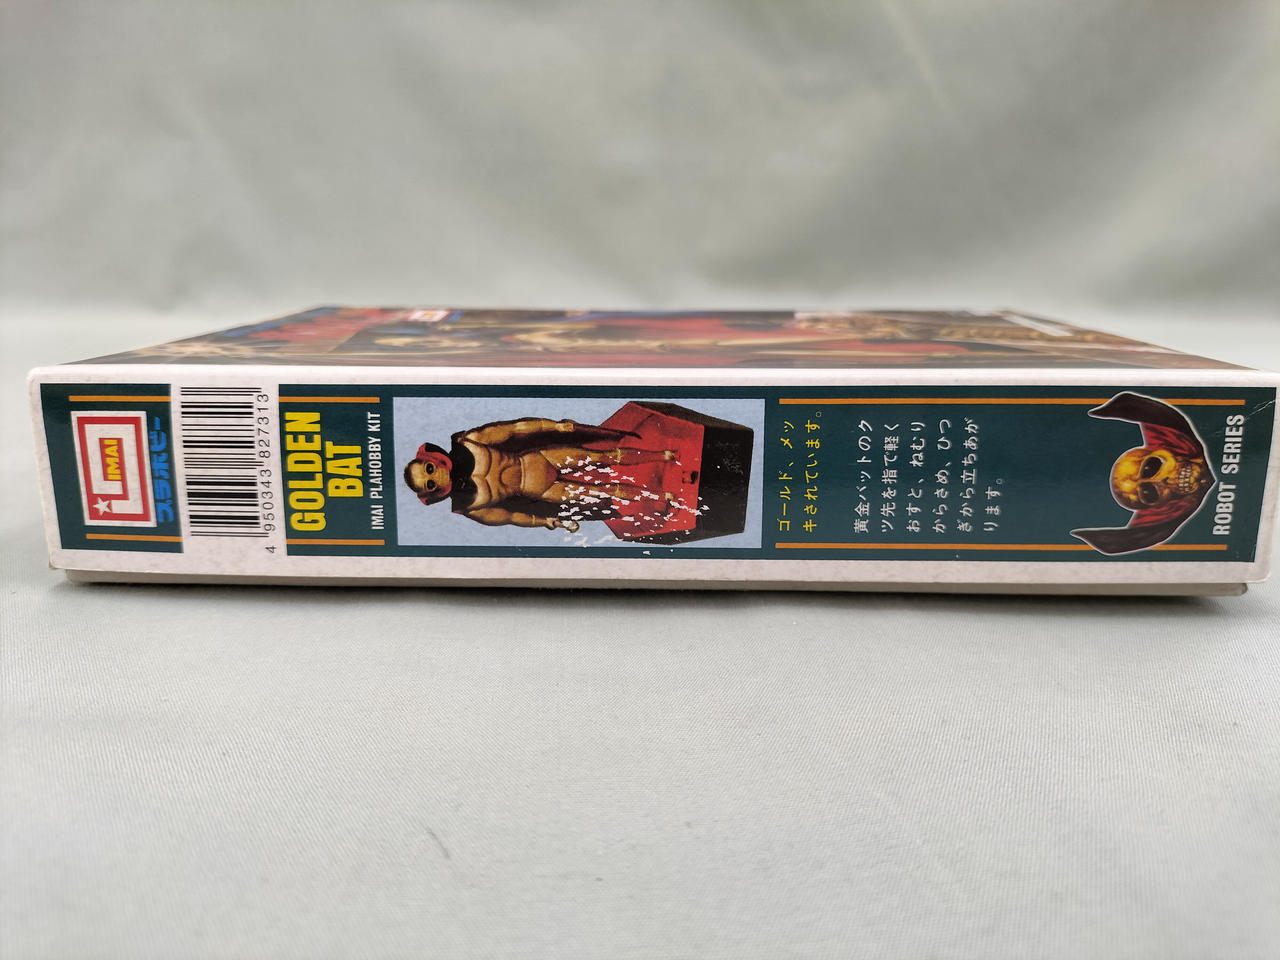 IMAI
プラホビー
4 950343 827313
GOLDEN
BAT
IMAI PLAHOBBY KIT
ゴールド、メッ
キされています。
黄金バットのク
ツ先を指で軽く
おすと、ねむり
からさめ、ひつ
ぎから立ちあが
ります。
ROBOT SERIES